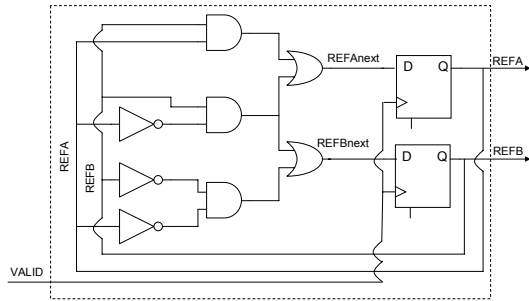 REFAnext
D Q
REFA
REFBnext
D Q
REFB
REFA
REFB
VALID